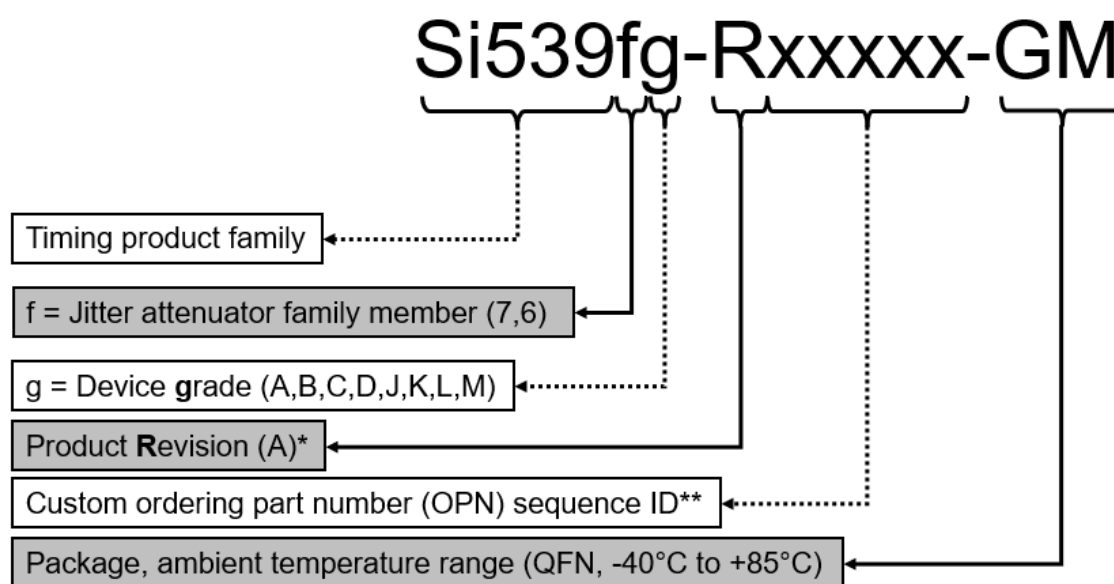 Si539fg-Rxxxxx-GM
Timing product family
f = Jitter attenuator family member (7,6)
g = Device grade (A,B,C,D,J,K,L,M)
Product Revision (A)*
Custom ordering part number (OPN) sequence ID**
Package, ambient temperature range (QFN, -40°C to +85°C)